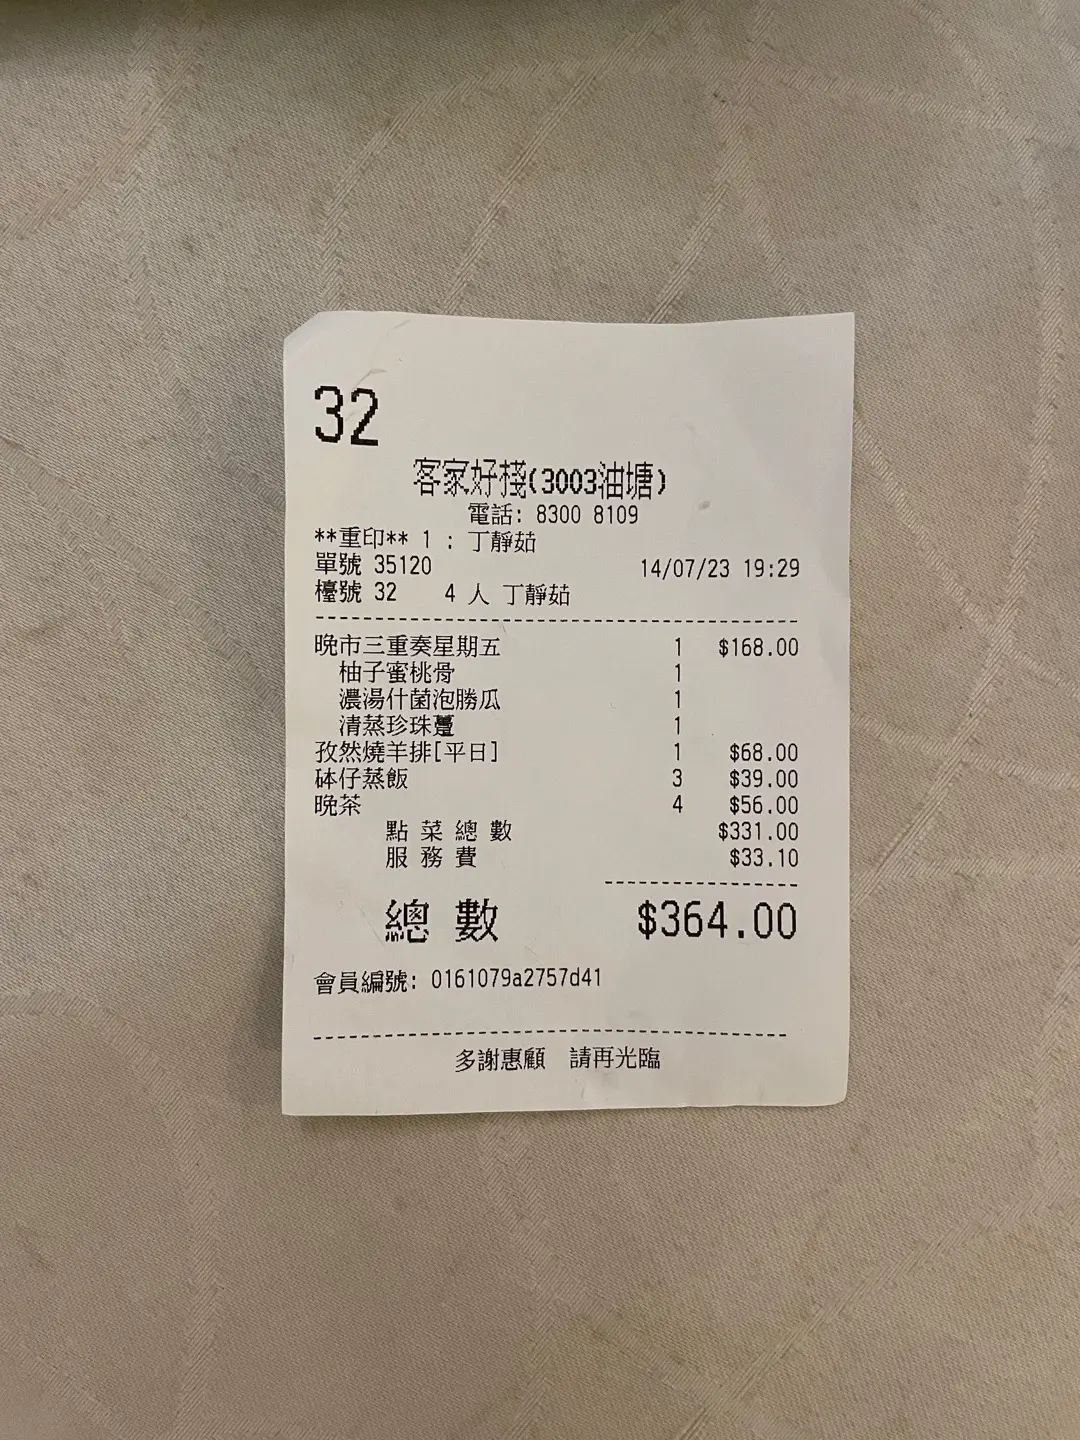 32
客家好棧(3003油塘)
電話: 8300 8109
**重印** 1 : 丁靜茹
單號 35120 14/07/23 19:29
檯號 32 4 人 丁靜茹
晚市三重奏星期五 1 $168.00
柚子蜜桃骨 1
濃湯什菌泡勝瓜 1
清蒸珍珠躉 1
孜然燒羊排[平日] 1 $68.00
砵仔蒸飯 3 $39.00
晚茶 4 $56.00
點菜總數 $331.00
服務費 $33.10
總數 $364.00
會員編號: 0161079a2757d41
多謝惠顧 請再光臨